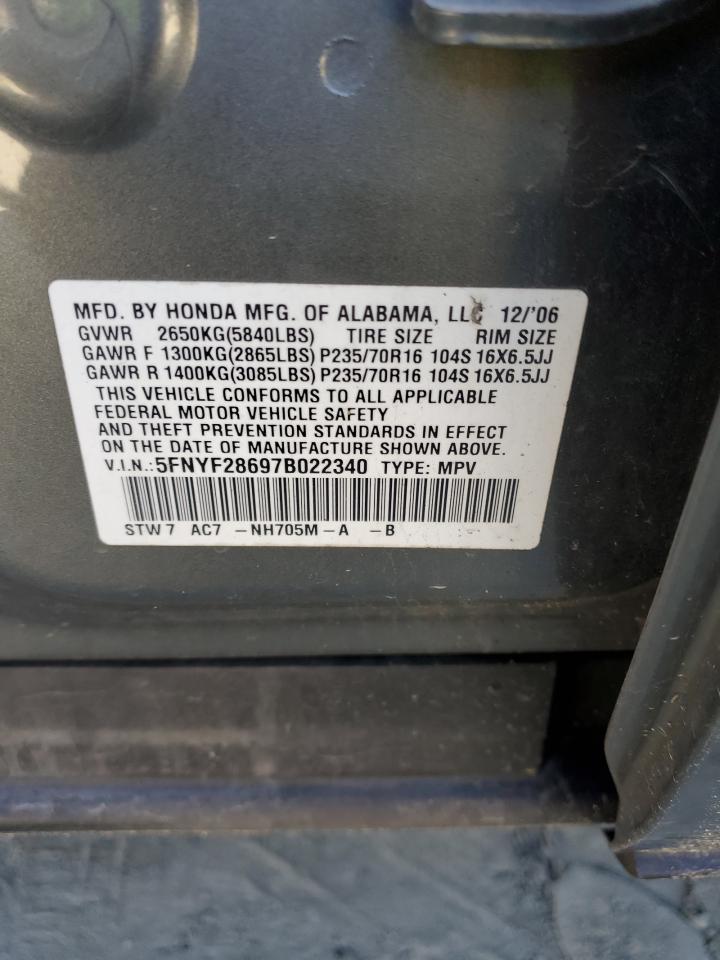 MFD. BY HONDA MFG. OF ALABAMA, LLC 12/'06
GVWR 2650KG(5840LBS) TIRE SIZE RIM SIZE
GAWR F 1300KG(2865LBS) P235/70R16 104S 16X6.5JJ
GAWR R 1400KG(3085LBS) P235/70R16 104S 16X6.5JJ
THIS VEHICLE CONFORMS TO ALL APPLICABLE
FEDERAL MOTOR VEHICLE SAFETY
AND THEFT PREVENTION STANDARDS IN EFFECT
ON THE DATE OF MANUFACTURE SHOWN ABOVE.
V.I.N.: 5FNYF28697B022340 TYPE: MPV
STW7 AC7 -NH705M-A -B